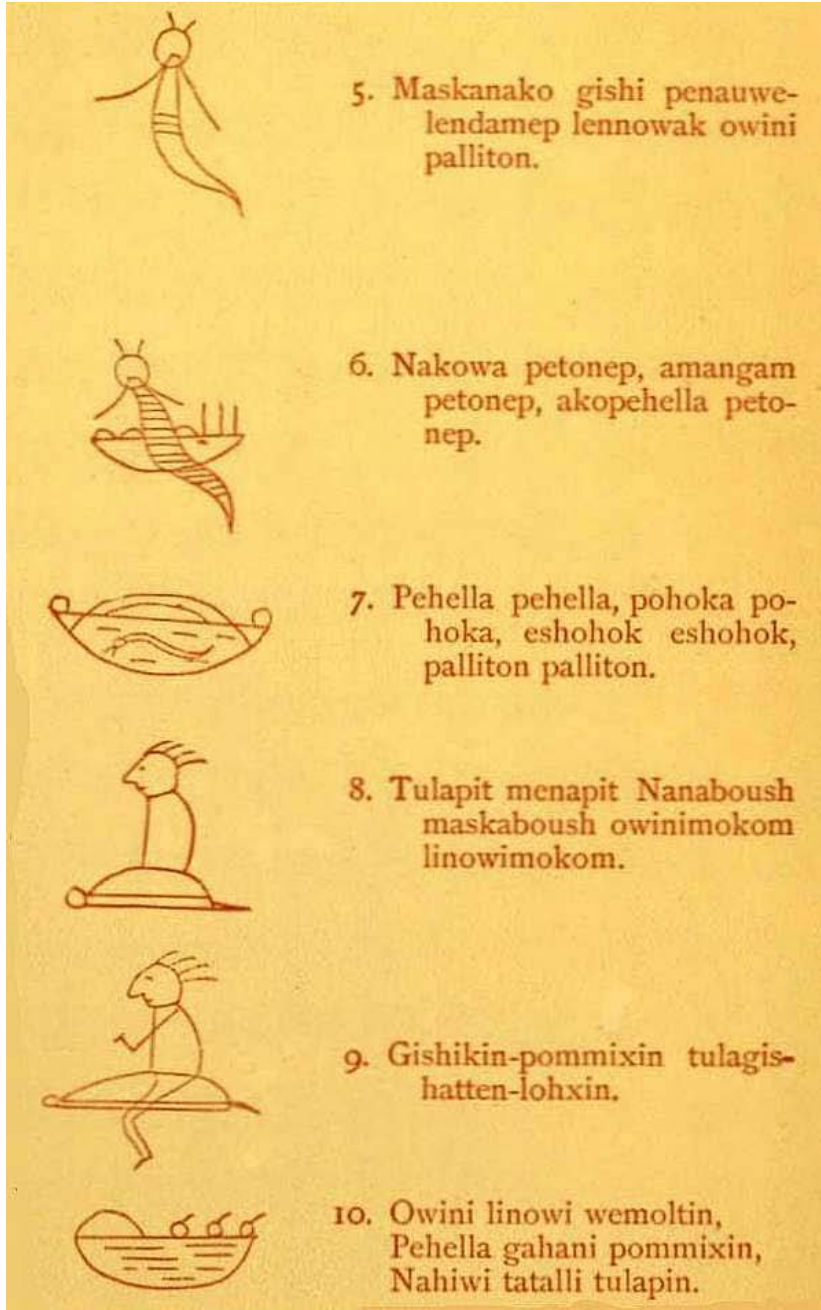 5. Maskanako gishi penauwe-
lendamep lennowak owini
palliton.
6. Nakowa petonep, amangam
petonep, akopehella peto-
nep.
7. Pehella pehella, pohoka po-
hoka, eshohok eshohok,
palliton palliton.
8. Tulapit menapit Nanaboush
maskaboush owinimokom
linowimokom.
9. Gishikin-pommixin tulagis-
hatten-lohxin.
10. Owini linowi wemoltin,
Pehella gahani pommixin,
Nahiwi tatalli tulapin.